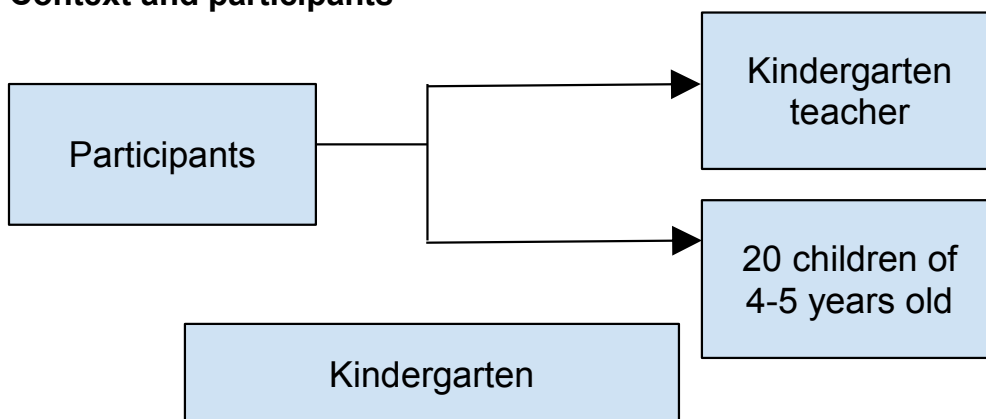 Context and participants
Participants
Kindergarten
teacher
20 children of
4-5 years old
Kindergarten